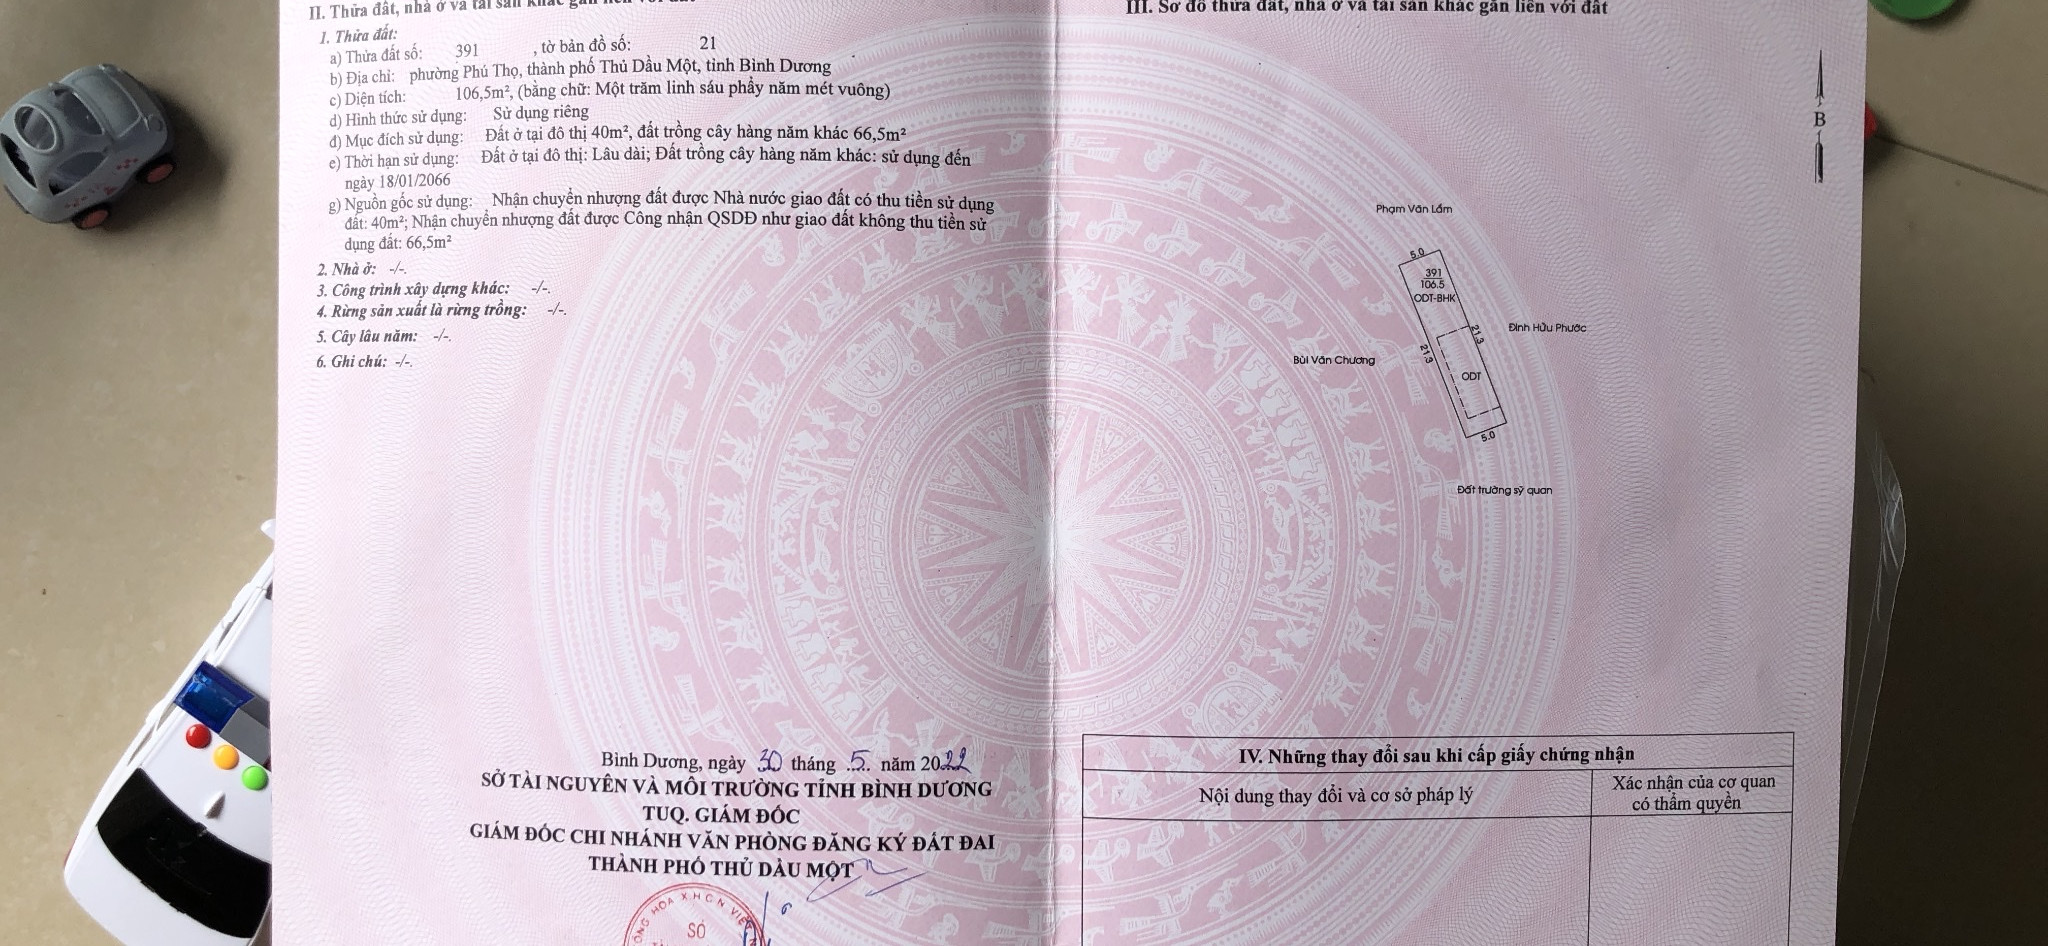 II. Thửa đất, nhà ở và tài sản khác gắn liền với đất
1. Thửa đất:
a) Thửa đất số: 391 , tờ bản đồ số: 21
b) Địa chỉ: phường Phú Thọ, thành phố Thủ Dầu Một, tỉnh Bình Dương
c) Diện tích: 106,5m², (bằng chữ: Một trăm linh sáu phẩy năm mét vuông)
d) Hình thức sử dụng: Sử dụng riêng
đ) Mục đích sử dụng: Đất ở tại đô thị 40m², đất trồng cây hàng năm khác 66,5m²
e) Thời hạn sử dụng: Đất ở tại đô thị: Lâu dài; Đất trồng cây hàng năm khác: sử dụng đến
ngày 18/01/2066
g) Nguồn gốc sử dụng: Nhận chuyển nhượng đất được Nhà nước giao đất có thu tiền sử dụng
đất: 40m²; Nhận chuyển nhượng đất được Công nhận QSDĐ như giao đất không thu tiền sử
dụng đất: 66,5m²
2. Nhà ở: -/-.
3. Công trình xây dựng khác: -/-.
4. Rừng sản xuất là rừng trồng: -/-.
5. Cây lâu năm: -/-.
6. Ghi chú: -/-.
Bình Dương, ngày 30 tháng .5. năm 2022
SỞ TÀI NGUYÊN VÀ MÔI TRƯỜNG TỈNH BÌNH DƯƠNG
TUQ. GIÁM ĐỐC
GIÁM ĐỐC CHI NHÁNH VĂN PHÒNG ĐĂNG KÝ ĐẤT ĐAI
THÀNH PHỐ THỦ DẦU MỘT
HÒA X.H.C.N VIỆ
SỞ
III. Sơ đồ thửa đất, nhà ở và tài sản khác gắn liền với đất
B
Phạm Văn Lắm
5.0
391
106.5
ODT-BHK
21.3
Đinh Hữu Phước
21.3
Bùi Văn Chương
ODT
5.0
Đất trường sỹ quan
IV. Những thay đổi sau khi cấp giấy chứng nhận
Nội dung thay đổi và cơ sở pháp lý
Xác nhận của cơ quan
có thẩm quyền